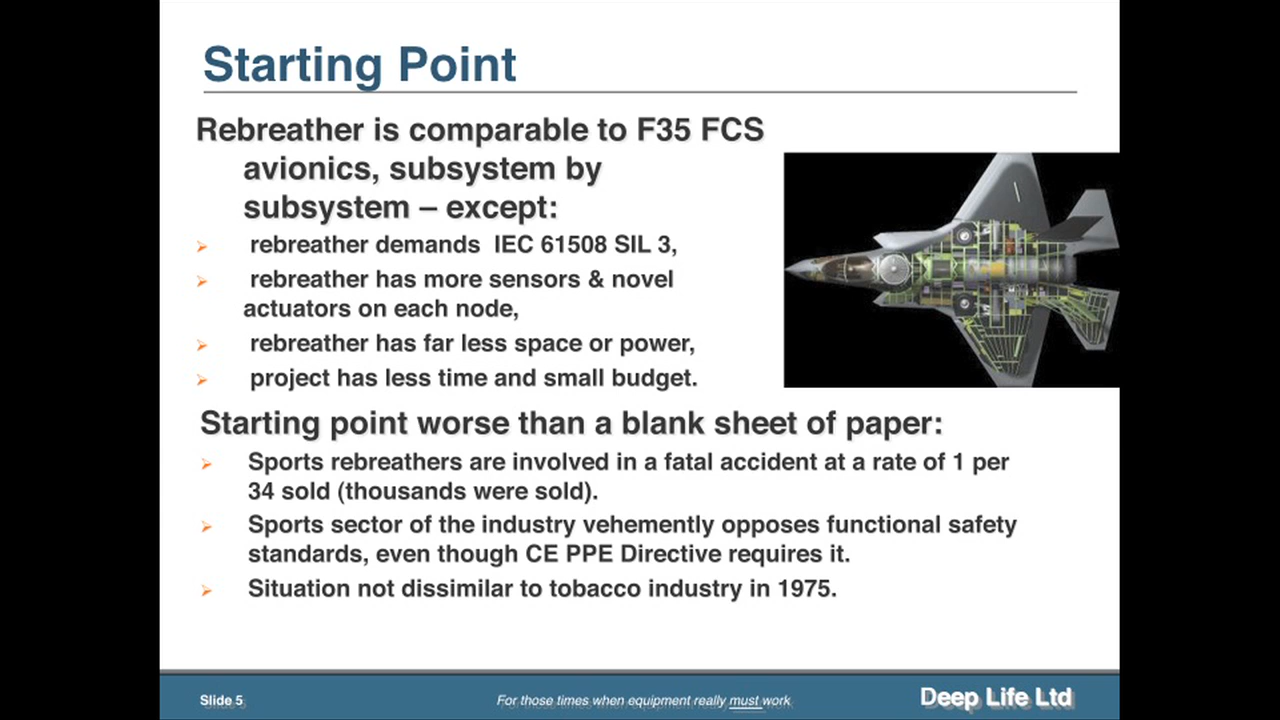 Starting Point
Rebreather is comparable to F35 FCS
avionics, subsystem by
subsystem – except:
rebreather demands IEC 61508 SIL 3,
rebreather has more sensors & novel
actuators on each node,
rebreather has far less space or power,
project has less time and small budget.
Starting point worse than a blank sheet of paper:
Sports rebreathers are involved in a fatal accident at a rate of 1 per
34 sold (thousands were sold).
Sports sector of the industry vehemently opposes functional safety
standards, even though CE PPE Directive requires it.
Situation not dissimilar to tobacco industry in 1975.
Slide 5
For those times when equipment really must work
Deep Life Ltd